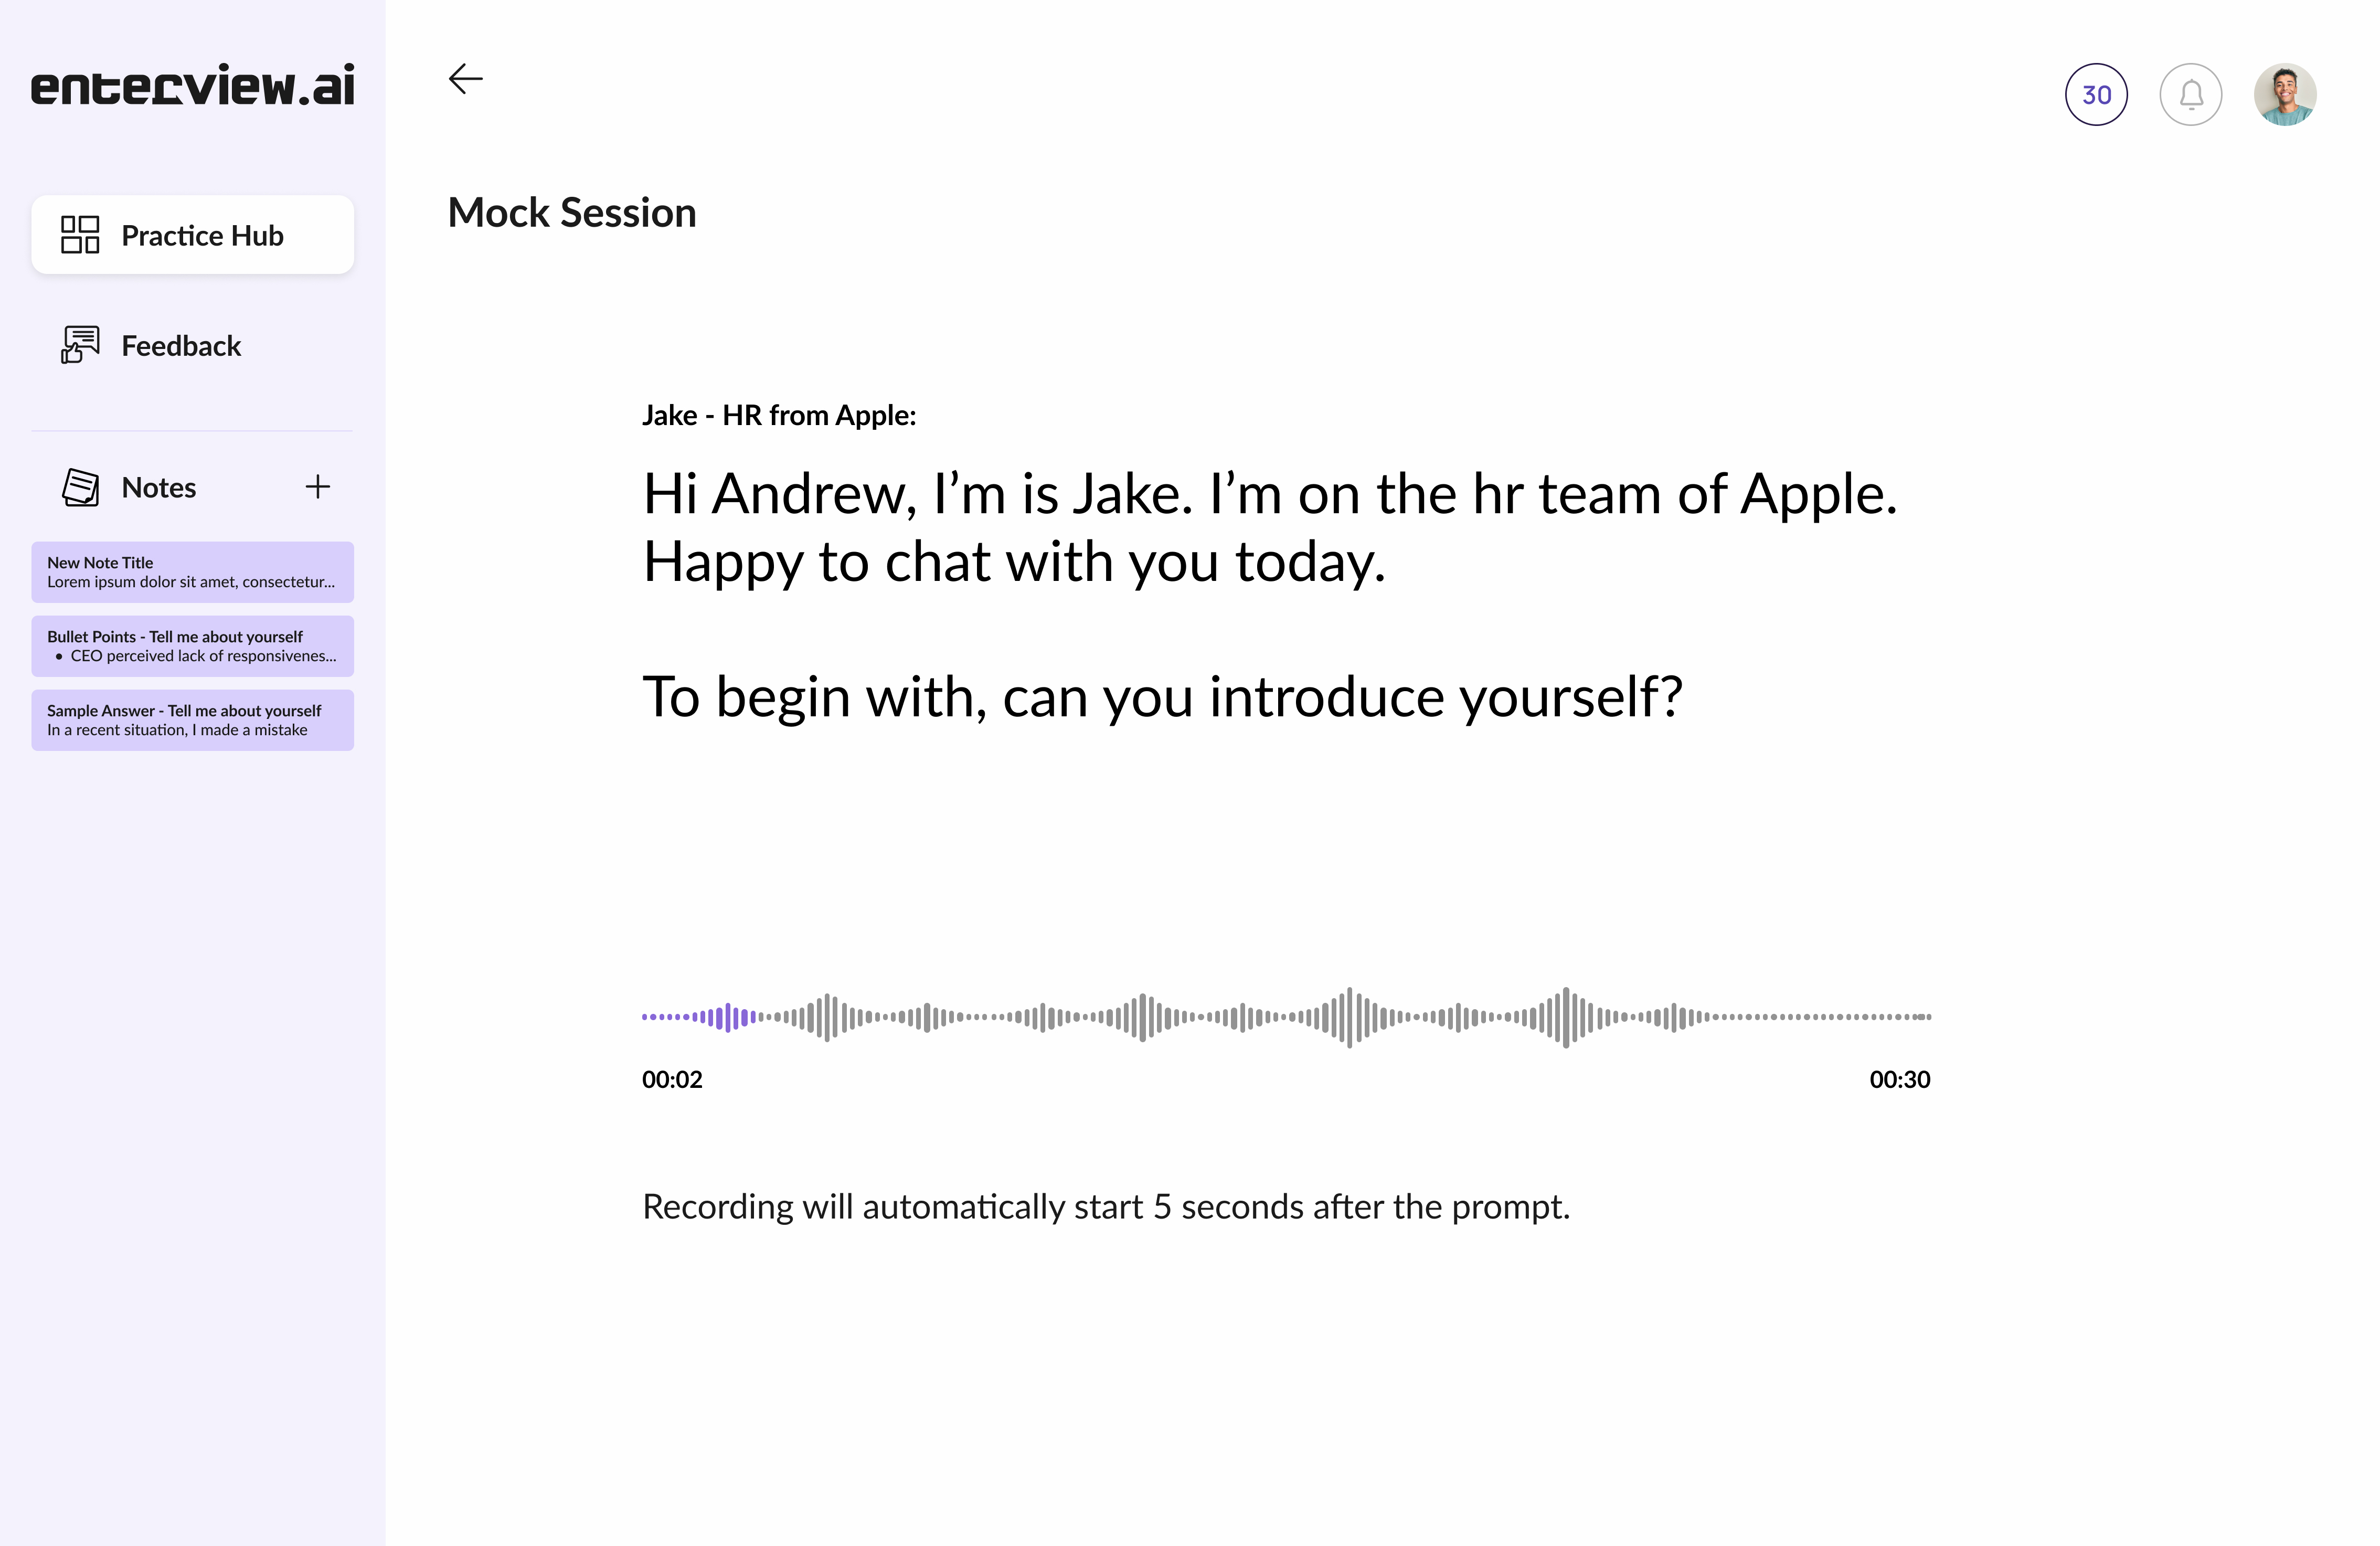 enterview.ai
30
Practice Hub
Mock Session
Feedback
Jake - HR from Apple:
Hi Andrew, I’m is Jake. I’m on the hr team of Apple.
Happy to chat with you today.
To begin with, can you introduce yourself?
Notes
New Note Title
Lorem ipsum dolor sit amet, consectetur...
Bullet Points - Tell me about yourself
• CEO perceived lack of responsivenes...
Sample Answer - Tell me about yourself
In a recent situation, I made a mistake
00:02
00:30
Recording will automatically start 5 seconds after the prompt.